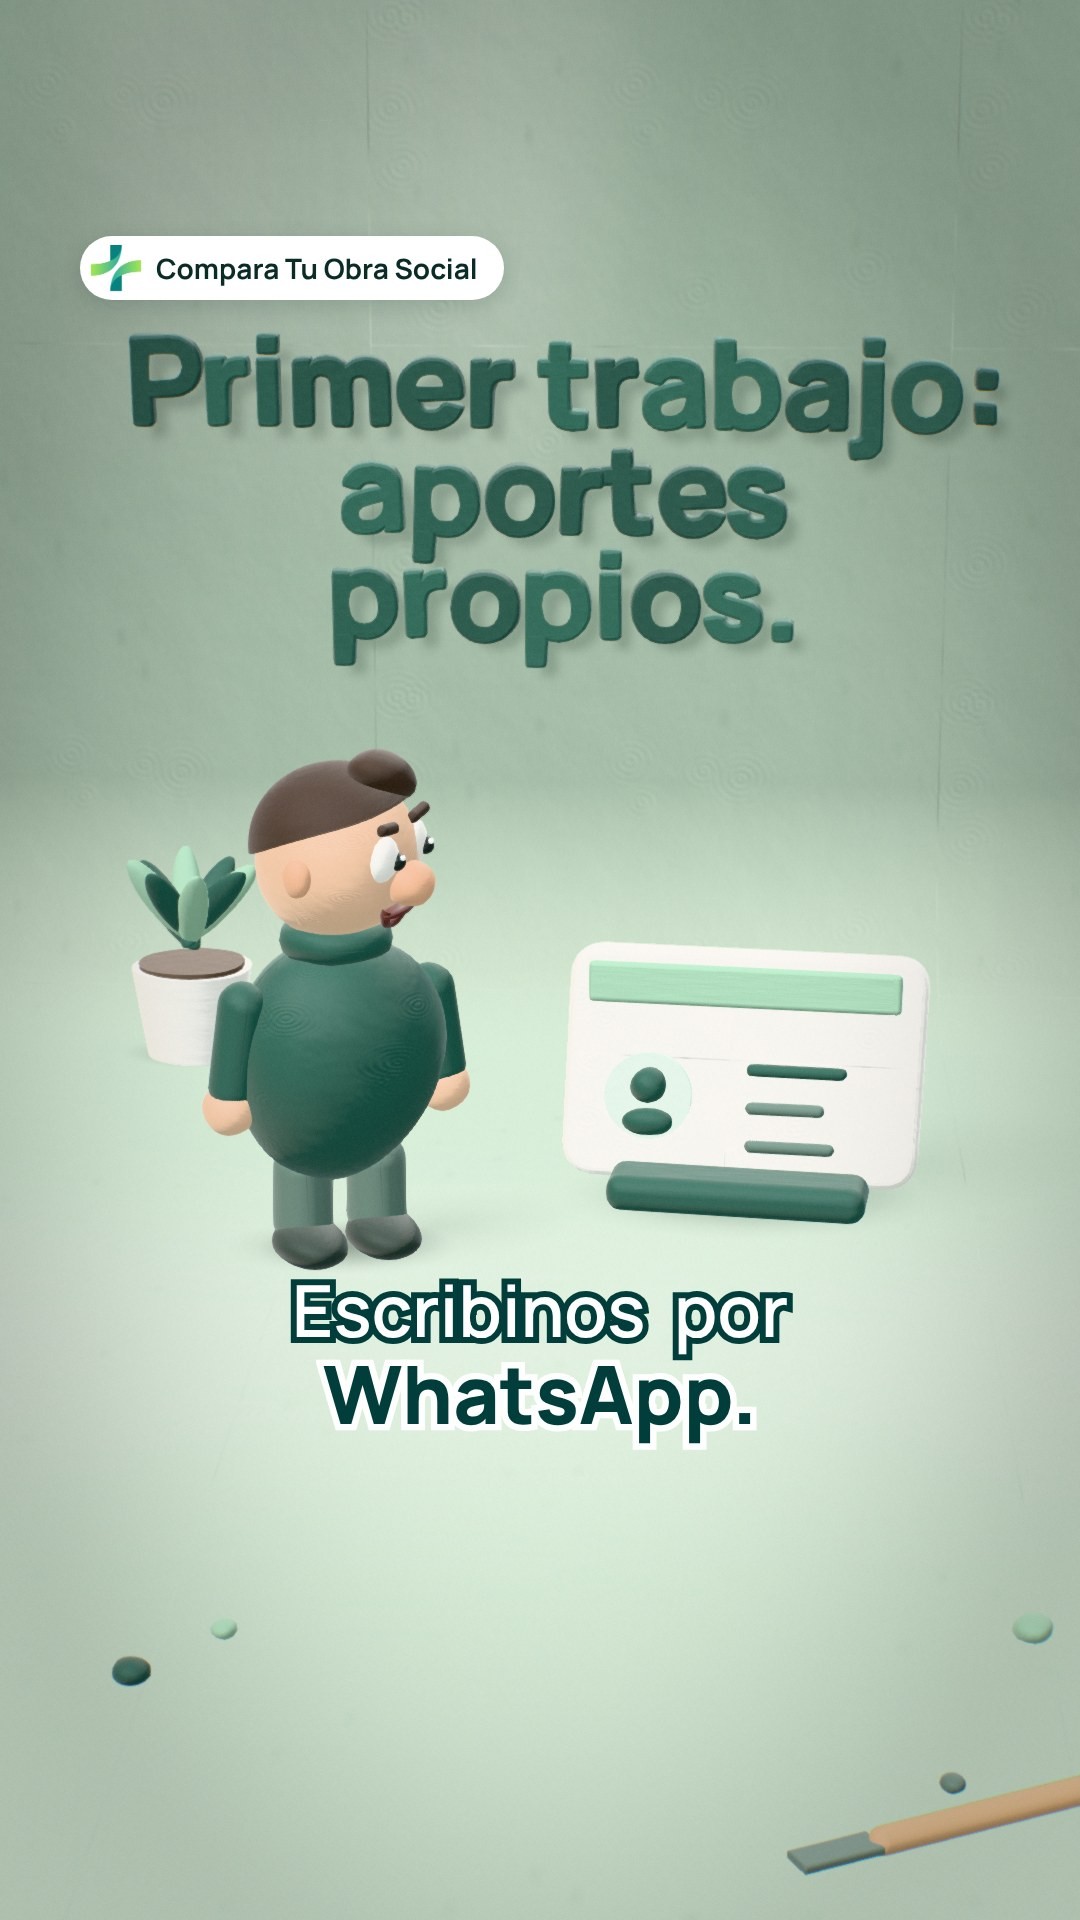 Compara Tu Obra Social
Primer trabajo:
aportes
propios.
Escribinos por
WhatsApp.